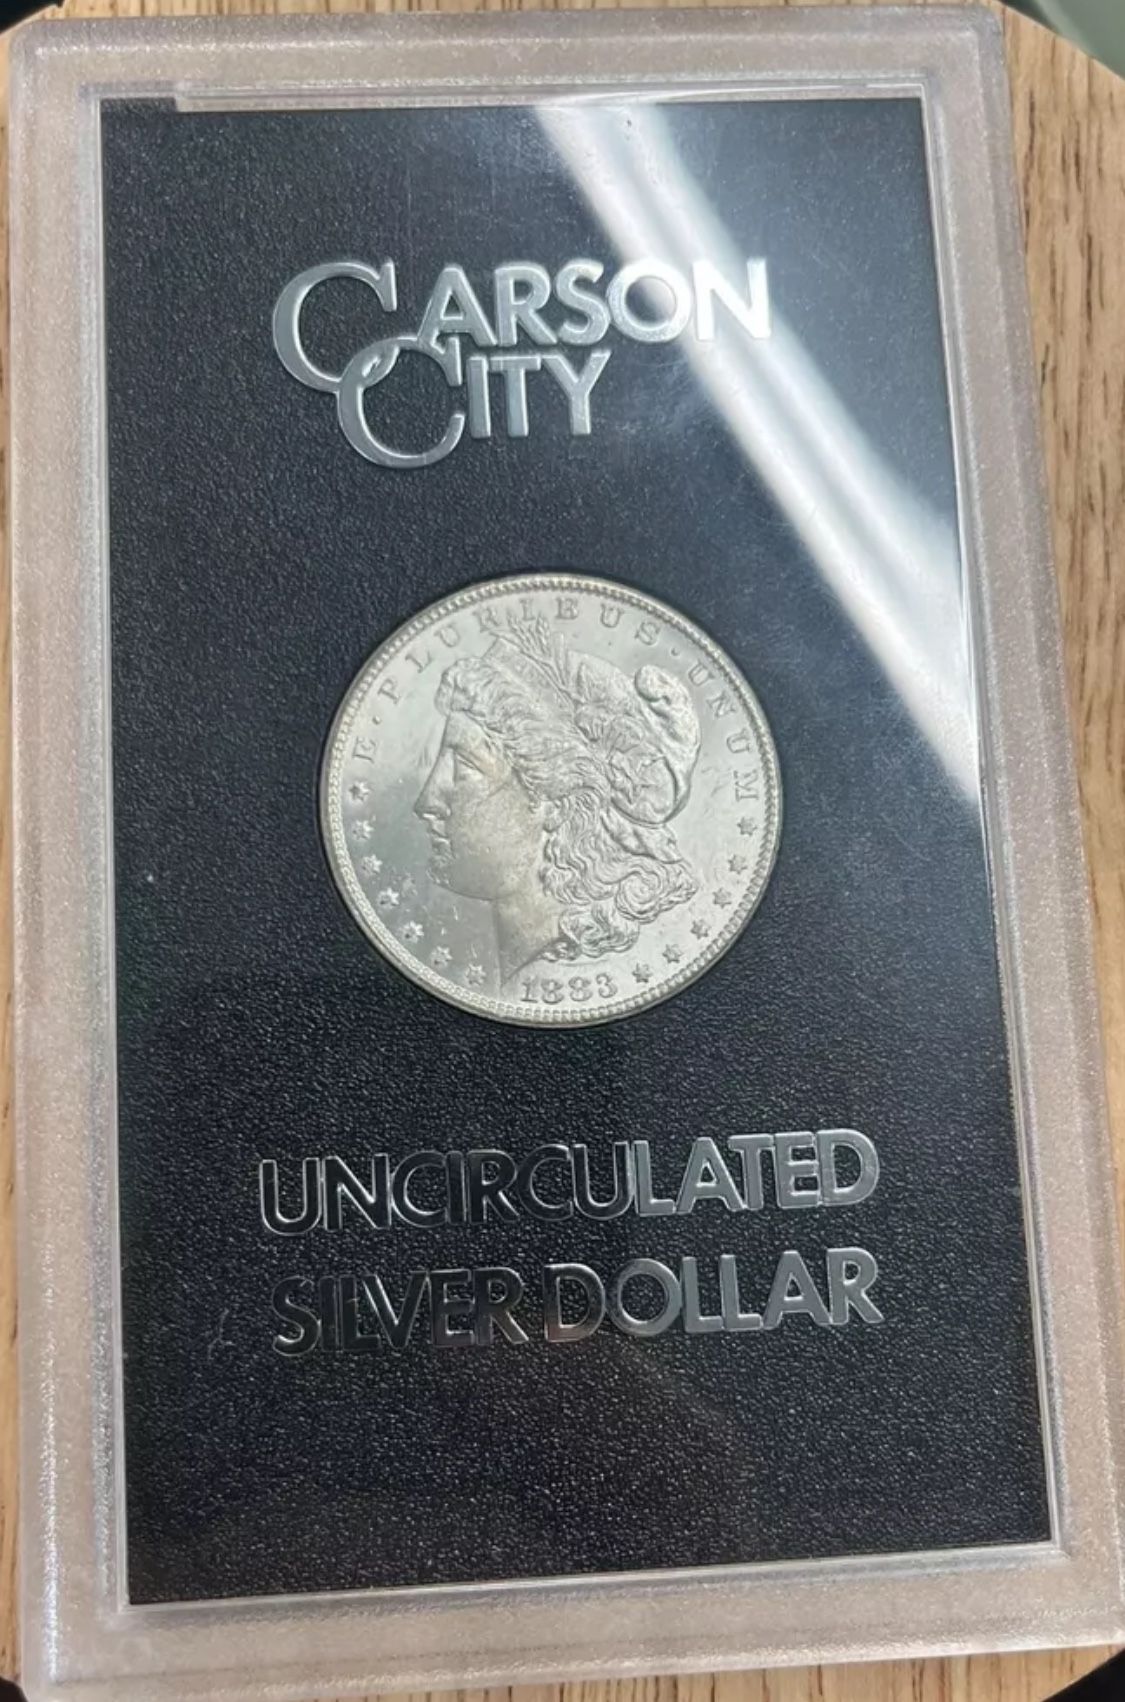 CARSON
CITY
E · PLURIBUS · UNUM
1883
UNCIRCULATED
SILVER DOLLAR